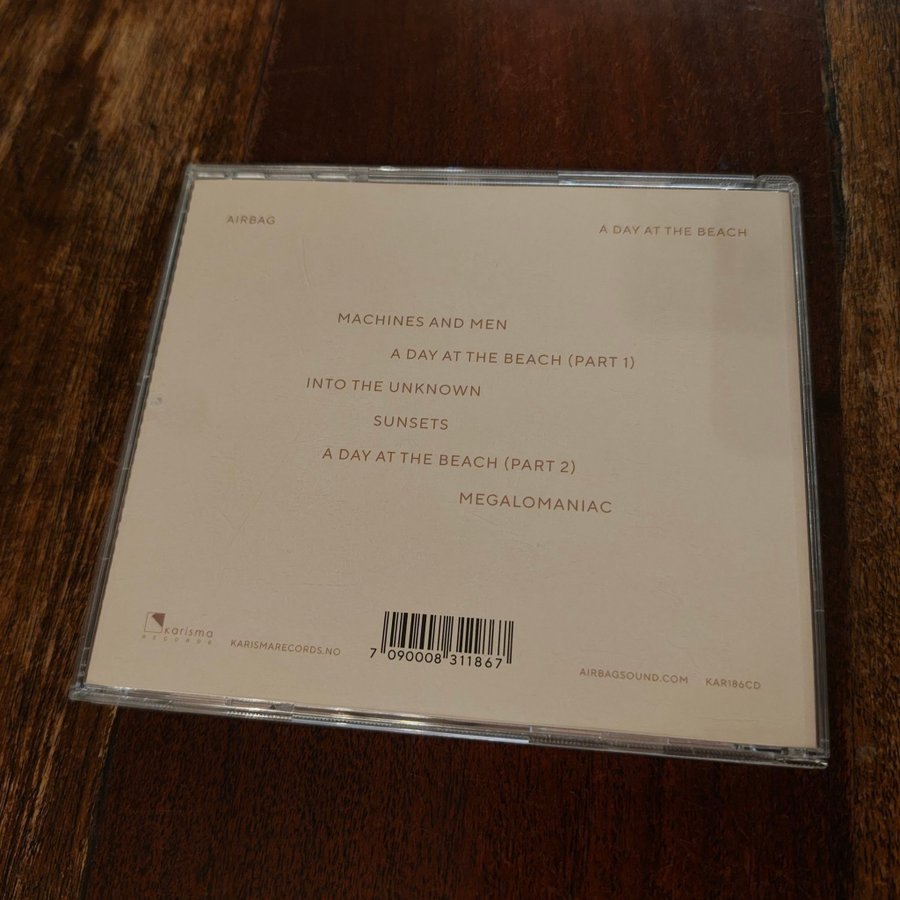 AIRBAG
A DAY AT THE BEACH
MACHINES AND MEN
A DAY AT THE BEACH (PART 1)
INTO THE UNKNOWN
SUNSETS
A DAY AT THE BEACH (PART 2)
MEGALOMANIAC
karisma
RECORDS
KARISMARECORDS.NO
7 090008 311867
AIRBAGSOUND.COM
KAR186CD